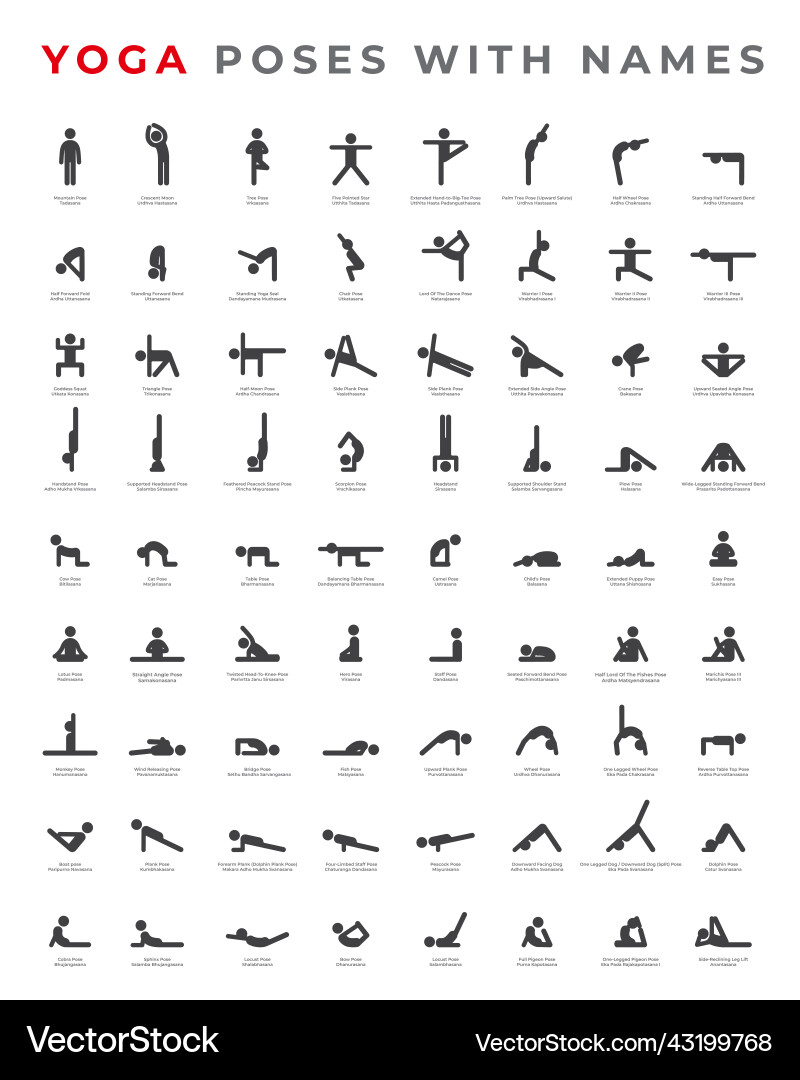 YOGA POSES WITH NAMES
Mountain Pose
Tadasana
Crescent Moon
Urdhva Hastasana
Tree Pose
Vrksasana
Five Pointed Star
Utthita Tadasana
Extended Hand-to-Big-Toe Pose
Utthita Hasta Padangusthasana
Palm Tree Pose (Upward Salute)
Urdhva Hastasana
Half Wheel Pose
Ardha Chakrasana
Standing Half Forward Bend
Ardha Uttanasana
Half Forward Fold
Ardha Uttanasana
Standing Forward Bend
Uttanasana
Standing Yoga Seal
Dandayamana Mudrasana
Chair Pose
Utkatasana
Lord Of The Dance Pose
Natarajasana
Warrior I Pose
Virabhadrasana I
Warrior II Pose
Virabhadrasana II
Warrior III Pose
Virabhadrasana III
Goddess Squat
Utkata Konasana
Triangle Pose
Trikonasana
Half-Moon Pose
Ardha Chandrasana
Side Plank Pose
Vasisthasana
Side Plank Pose
Vasisthasana
Extended Side Angle Pose
Utthita Parsvakonasana
Crane Pose
Bakasana
Upward Seated Angle Pose
Urdhva Upavistha Konasana
Handstand Pose
Adho Mukha Vrksasana
Supported Headstand Pose
Salamba Sirsasana
Feathered Peacock Stand Pose
Pincha Mayurasana
Scorpion Pose
Vrschikasana
Headstand
Sirsasana
Supported Shoulder Stand
Salamba Sarvangasana
Plow Pose
Halasana
Wide-Legged Standing Forward Bend
Prasarita Padottanasana
Cow Pose
Bitilasana
Cat Pose
Marjariasana
Table Pose
Bharmanasana
Balancing Table Pose
Dandayamana Bharmanasana
Camel Pose
Ustrasana
Child's Pose
Balasana
Extended Puppy Pose
Uttana Shishosana
Easy Pose
Sukhasana
Lotus Pose
Padmasana
Straight Angle Pose
Samakonasana
Twisted Head-To-Knee Pose
Parivrtta Janu Sirsasana
Hero Pose
Virasana
Staff Pose
Dandasana
Seated Forward Bend Pose
Paschimottanasana
Half Lord Of The Fishes Pose
Ardha Matsyendrasana
Marichis Pose III
Marichyasana III
Monkey Pose
Hanumanasana
Wind Releasing Pose
Pavanamuktasana
Bridge Pose
Sethu Bandha Sarvangasana
Fish Pose
Matsyasana
Upward Plank Pose
Purvottanasana
Wheel Pose
Urdhva Dhanurasana
One Legged Wheel Pose
Eka Pada Chakrasana
Reverse Table Top Pose
Ardha Purvottanasana
Boat pose
Paripurna Navasana
Plank Pose
Kumbhakasana
Forearm Plank (Dolphin Plank Pose)
Makara Adho Mukha Svanasana
Four-Limbed Staff Pose
Chaturanga Dandasana
Peacock Pose
Mayurasana
Downward Facing Dog
Adho Mukha Svanasana
One Legged Dog / Downward Dog (Split) Pose
Eka Pada Svanasana
Dolphin Pose
Catur Svanasana
Cobra Pose
Bhujangasana
Sphinx Pose
Salamba Bhujangasana
Locust Pose
Shalabhasana
Bow Pose
Dhanurasana
Locust Pose
Salambhasana
Full Pigeon Pose
Purna Kapotasana
One-Legged Pigeon Pose
Eka Pada Rajakapotasana I
Side-Reclining Leg Lift
Anantasana
VectorStock®
VectorStock.com/43199768